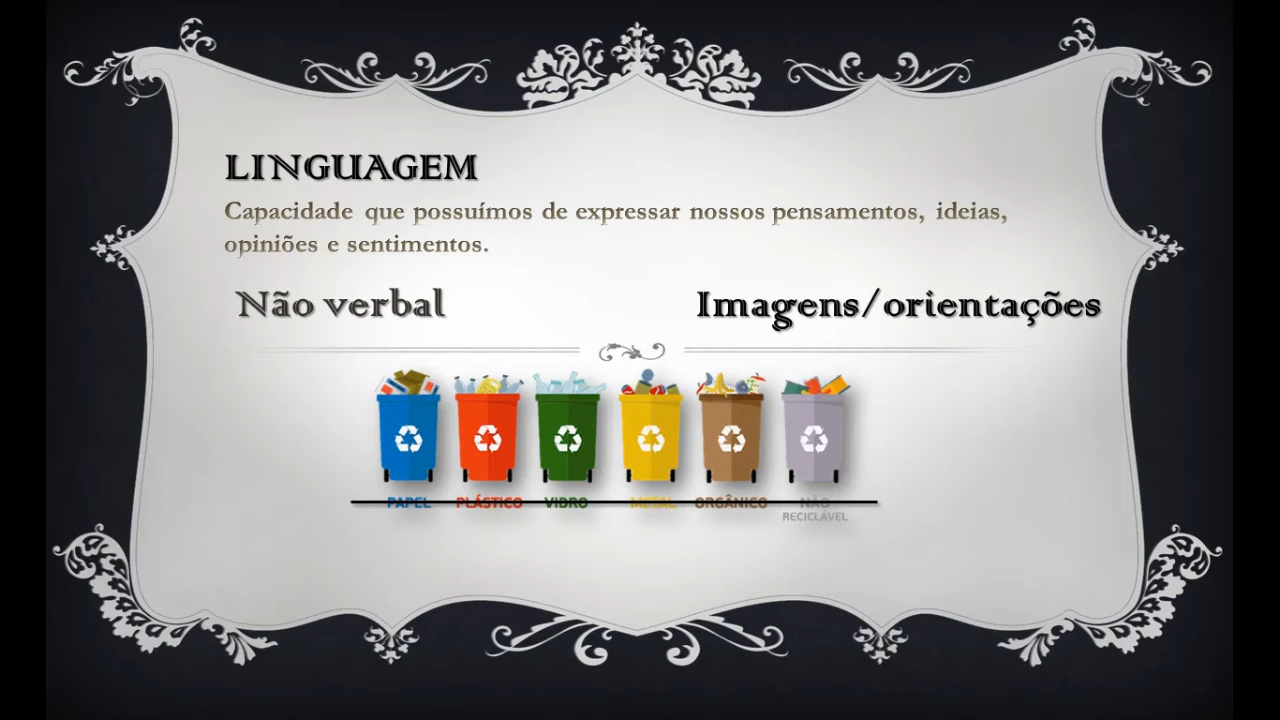 LINGUAGEM
Capacidade que possuímos de expressar nossos pensamentos, ideias,
opiniões e sentimentos.
Não verbal
Imagens/orientações
PAPEL PLÁSTICO VIDRO METAL ORGÂNICO NÃO
RECICLÁVEL